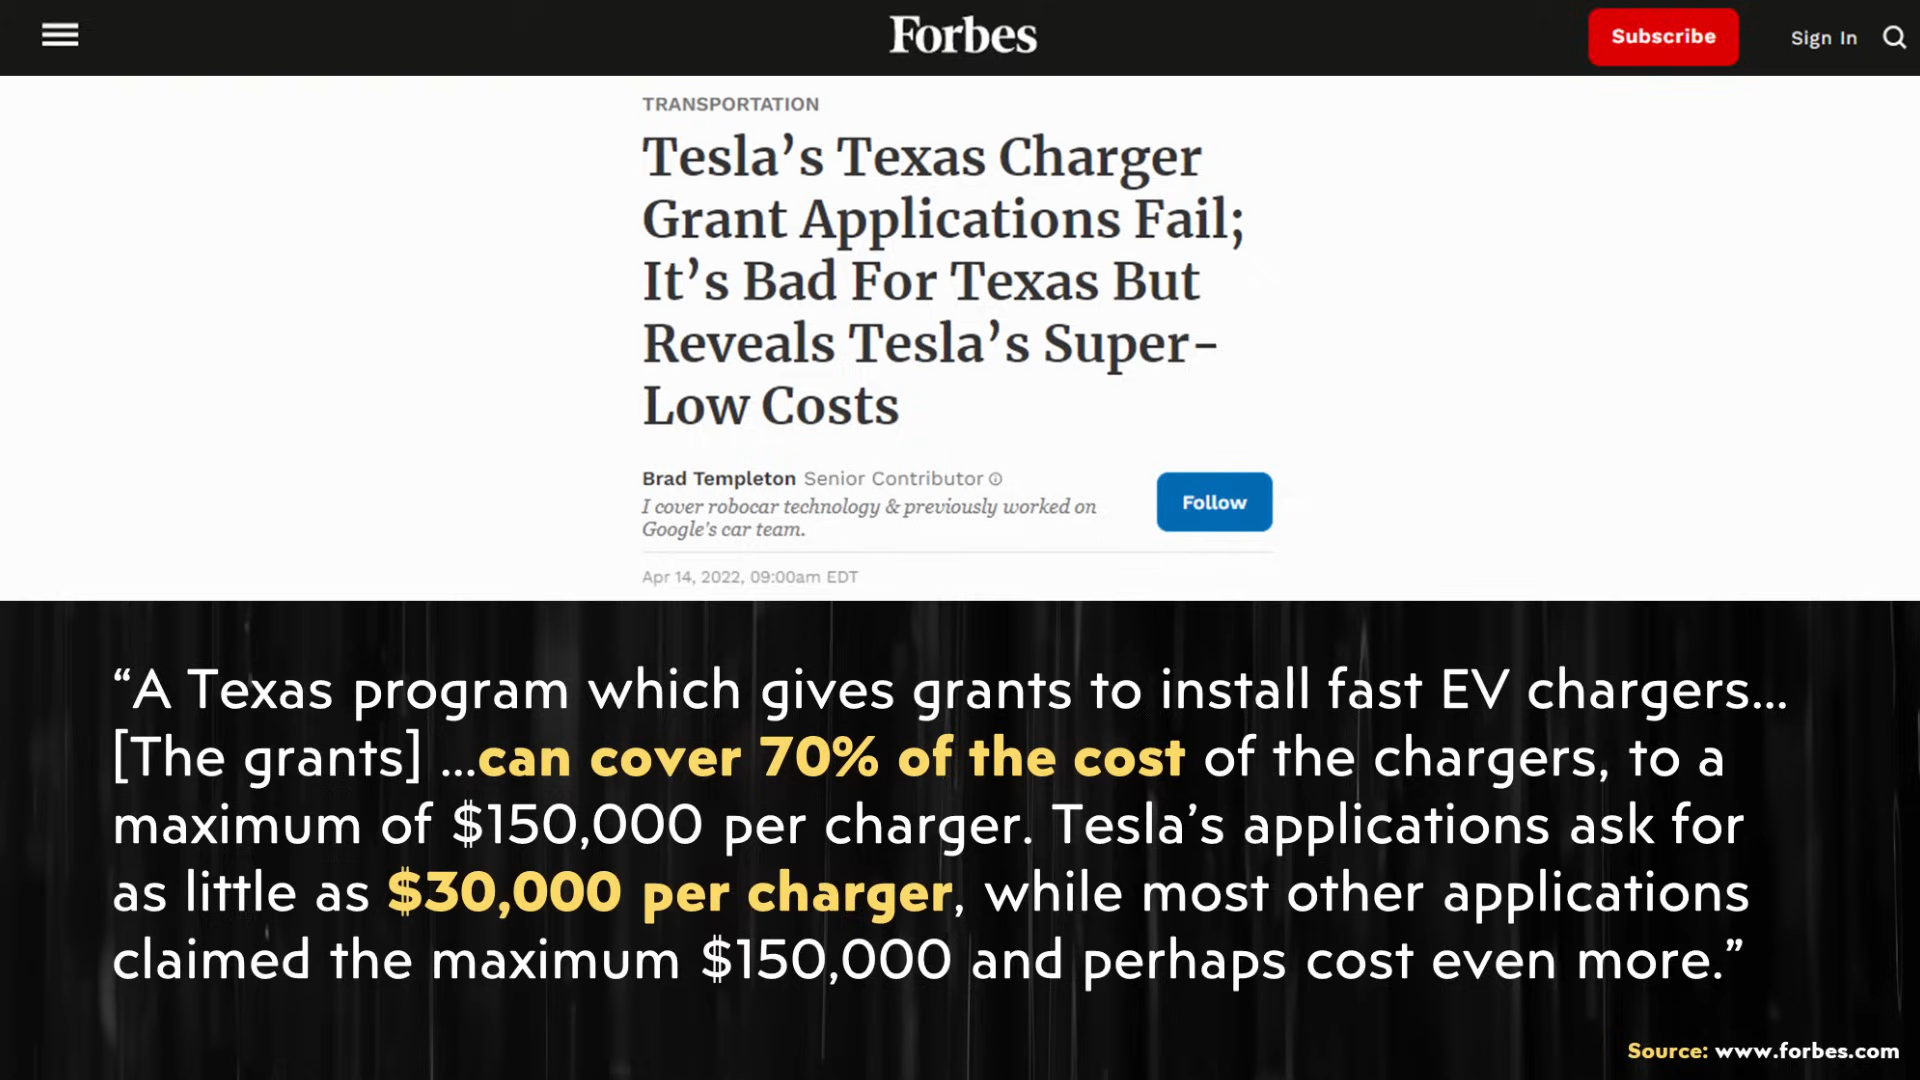 Forbes
Subscribe
Sign In
TRANSPORTATION
Tesla’s Texas Charger
Grant Applications Fail;
It’s Bad For Texas But
Reveals Tesla’s Super-
Low Costs
Brad Templeton Senior Contributor
I cover robocar technology & previously worked on
Google's car team.
Follow
Apr 14, 2022, 09:00am EDT
“A Texas program which gives grants to install fast EV chargers...
[The grants] ...can cover 70% of the cost of the chargers, to a
maximum of $150,000 per charger. Tesla’s applications ask for
as little as $30,000 per charger, while most other applications
claimed the maximum $150,000 and perhaps cost even more.”
Source: www.forbes.com